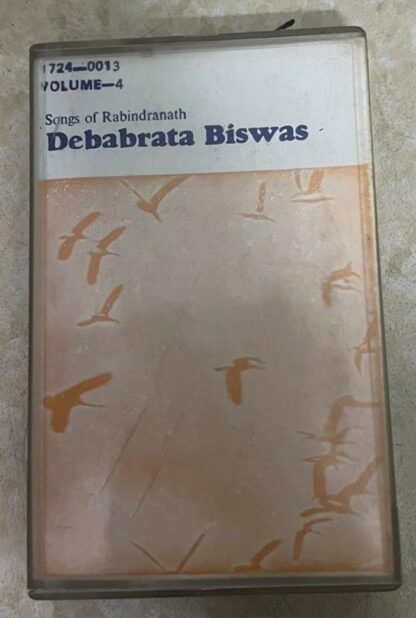 1724—0013
VOLUME—4
Songs of Rabindranath
Debabrata Biswas